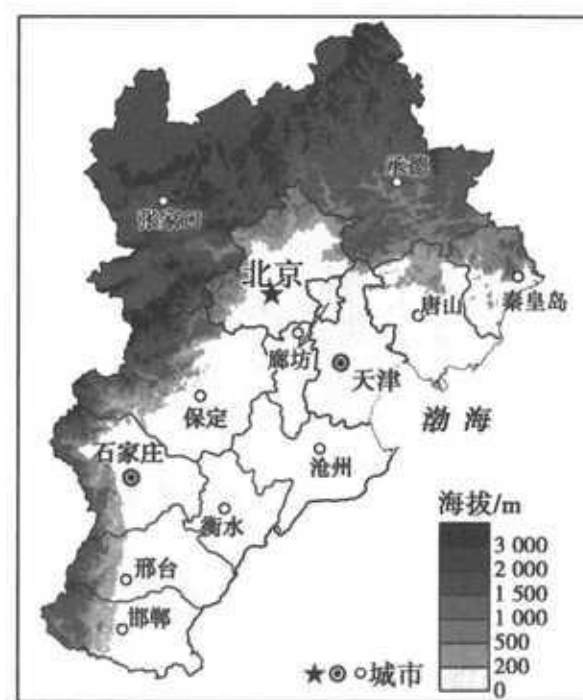 承德
张家口
北京
秦皇岛
唐山
廊坊
天津
保定
渤海
石家庄
沧州
衡水
邢台
邯郸
海拔/m
3 000
2 000
1 500
1 000
500
200
0
城市